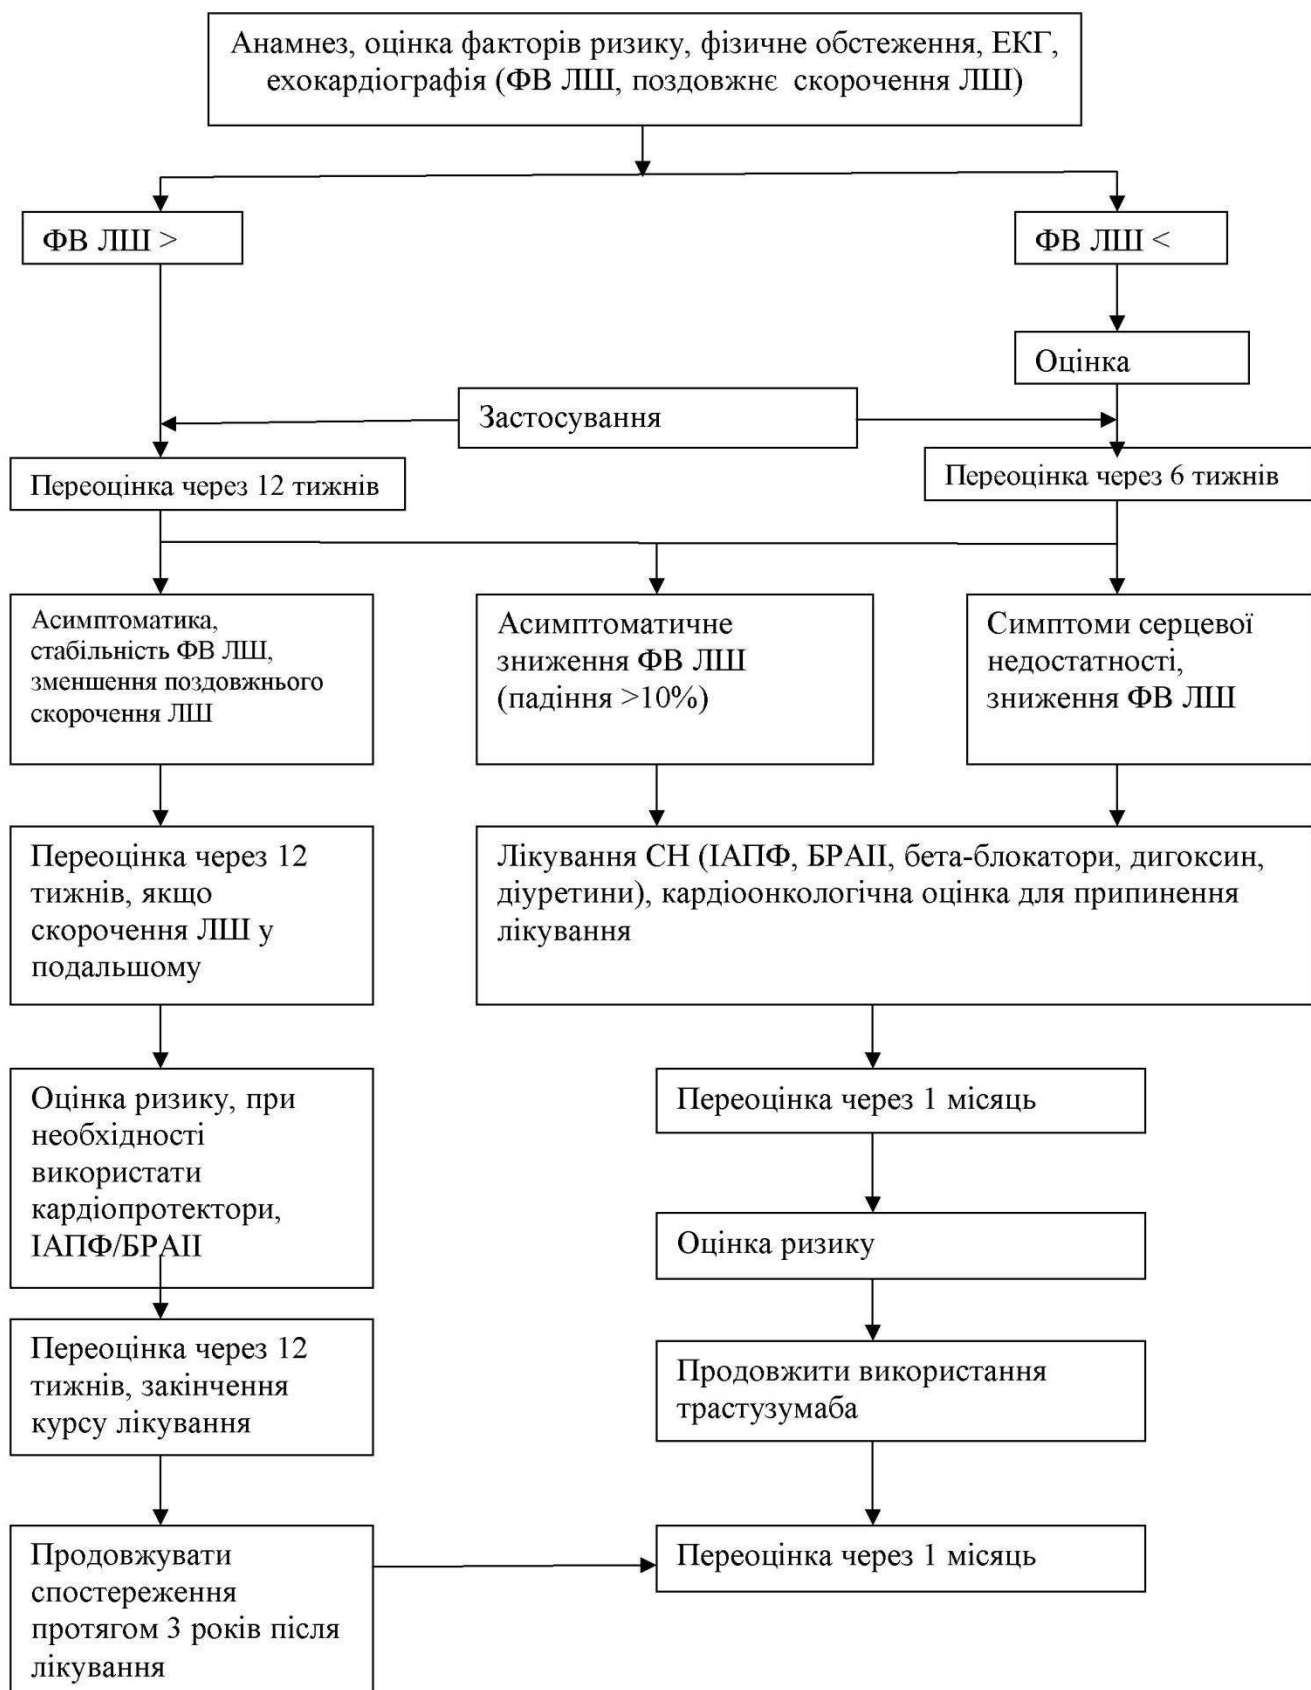 Анамнез, оцінка факторів ризику, фізичне обстеження, ЕКГ,
ехокардіографія (ФВ ЛШ, поздовжнє скорочення ЛШ)
ФВ ЛШ >
ФВ ЛШ <
Оцінка
Застосування
Переоцінка через 12 тижнів
Переоцінка через 6 тижнів
Асимптоматика,
стабільність ФВ ЛШ,
зменшення поздовжнього
скорочення ЛШ
Асимптоматичне
зниження ФВ ЛШ
(падіння >10%)
Симптоми серцевої
недостатності,
зниження ФВ ЛШ
Переоцінка через 12
тижнів, якщо
скорочення ЛШ у
подальшому
Лікування СН (ІАПФ, БРАІІ, бета-блокатори, дигоксин,
діуретини), кардіоонкологічна оцінка для припинення
лікування
Оцінка ризику, при
необхідності
використати
кардіопротектори,
ІАПФ/БРАІІ
Переоцінка через 1 місяць
Оцінка ризику
Переоцінка через 12
тижнів, закінчення
курсу лікування
Продовжити використання
трастузумаба
Продовжувати
спостереження
протягом 3 років після
лікування
Переоцінка через 1 місяць